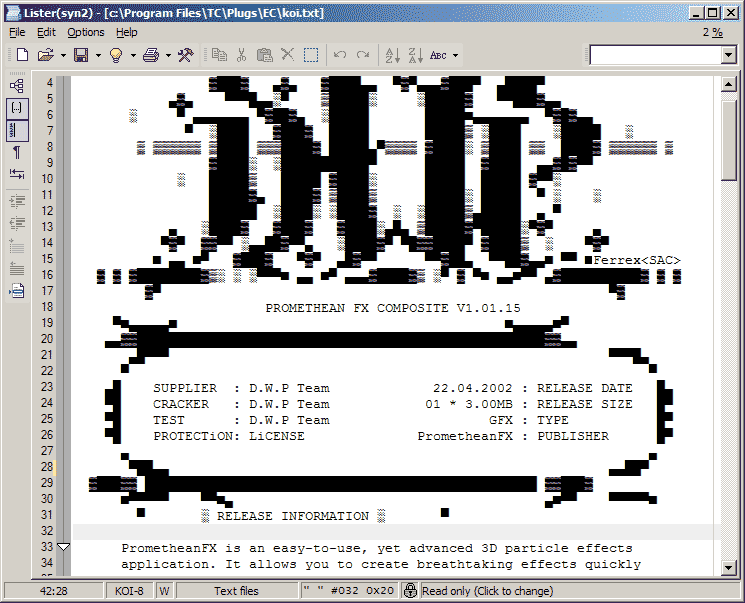 Lister(syn2) - [c:\Program Files\TC\Plugs\EC\koi.txt]
File Edit Options Help 2 %
ABC
4
5
6
7
8
9
10
11
12
13
14
15 Ferrex<SAC>
16
17
18 PROMETHEAN FX COMPOSITE V1.01.15
19
20
21
22
23 SUPPLIER : D.W.P Team 22.04.2002 : RELEASE DATE
24 CRACKER : D.W.P Team 01 * 3.00MB : RELEASE SIZE
25 TEST : D.W.P Team GFX : TYPE
26 PROTECTiON: LiCENSE PrometheanFX : PUBLISHER
27
28
29
30
31 RELEASE INFORMATION
32
33 PrometheanFX is an easy-to-use, yet advanced 3D particle effects
34 application. It allows you to create breathtaking effects quickly
42:28 KOI-8 W Text files " " #032 0x20 Read only (Click to change)